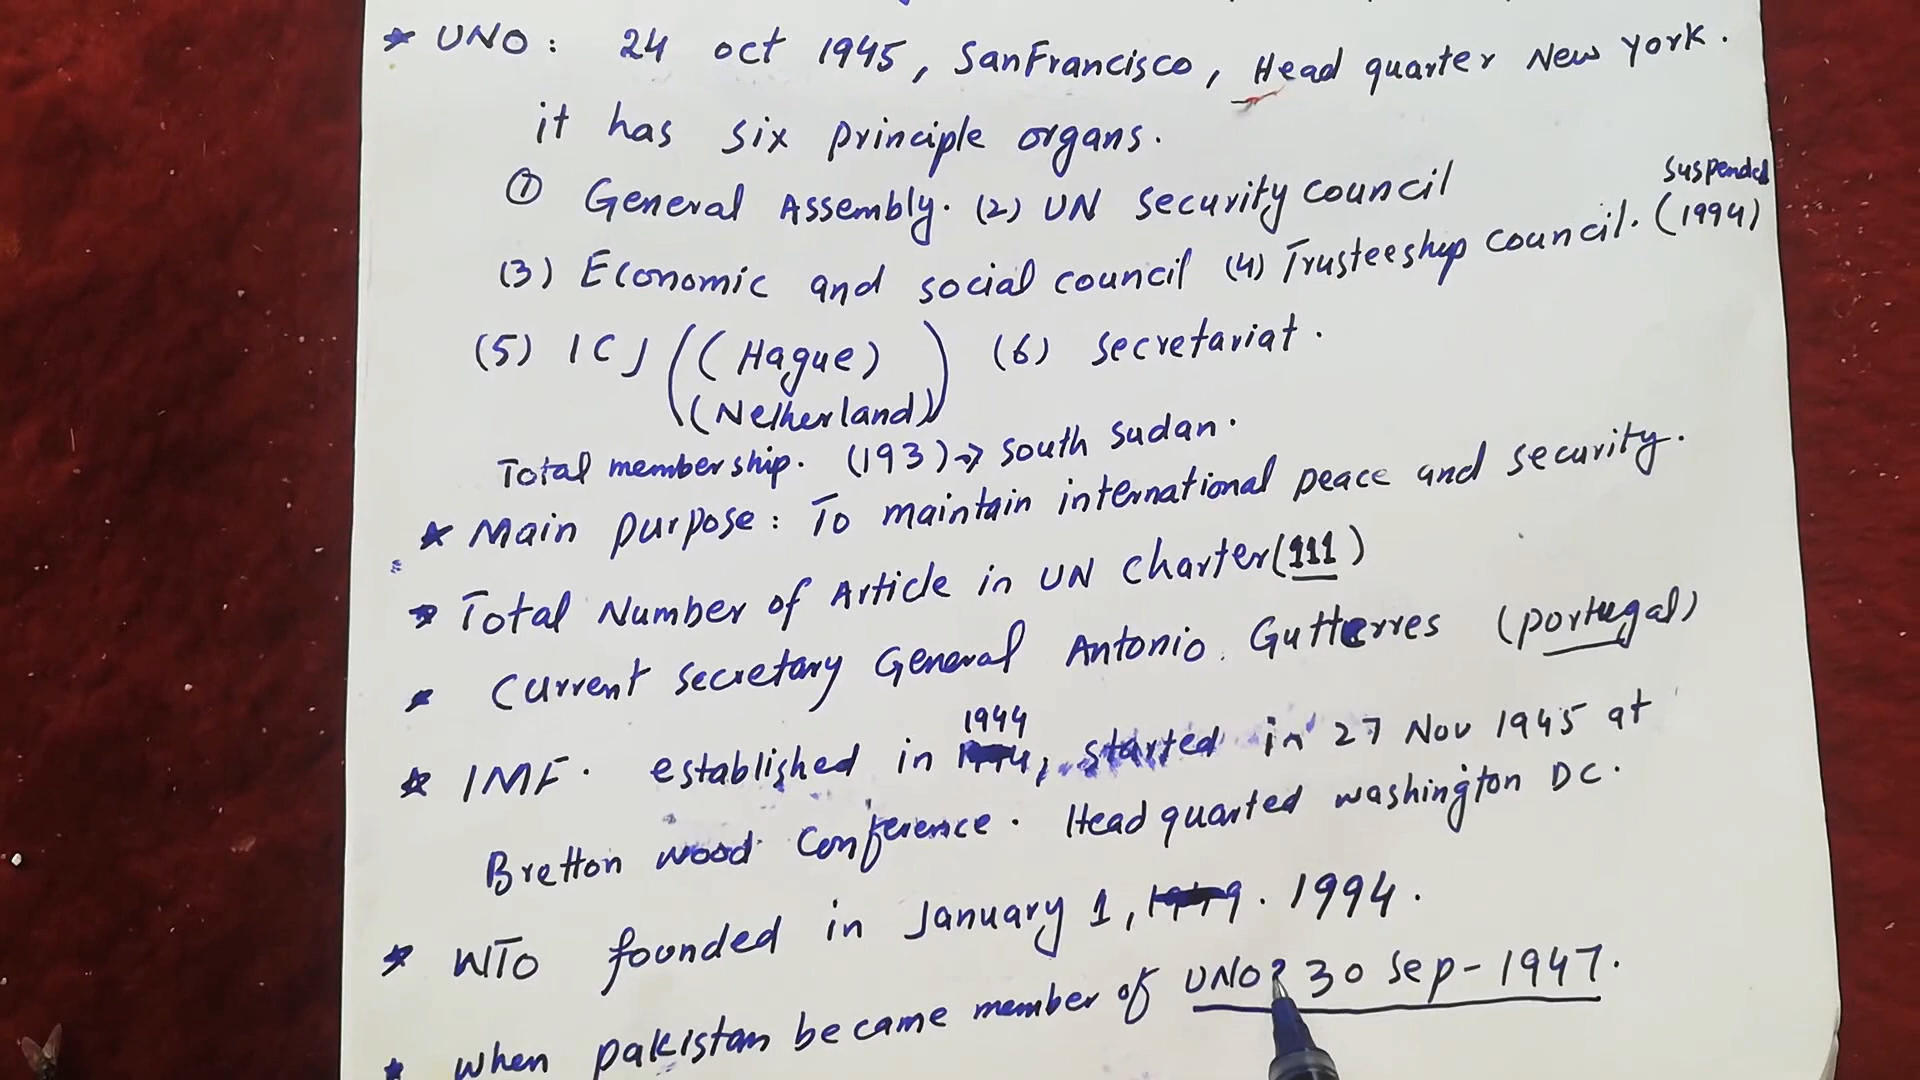 * UNO: 24 oct 1945, SanFrancisco, Head quarter New york.
it has six principle organs.
① General Assembly. (2) UN security council
suspended
(3) Economic and social council (4) Trusteeship council. (1994)
(5) ICJ ((Hague) (6) secretariat.
(Netherland))
Total membership. (193) → south sudan.
* Main purpose: To maintain international peace and security.
* Total Number of Article in UN charter (111)
* Current secretary General Antonio. Gutterres (portugal)
1944
* IMF. established in , started in 27 Nov 1945 at
Bretton wood Conference. Head quarted washington DC.
* WTO founded in January 1, . 1994.
* when pakistan became member of UNO? 30 Sep - 1947.